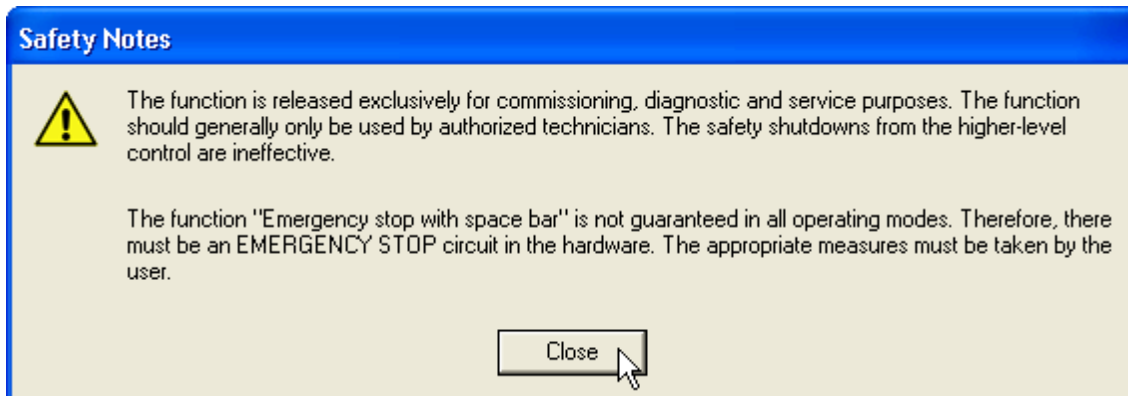 Safety Notes
The function is released exclusively for commissioning, diagnostic and service purposes. The function
should generally only be used by authorized technicians. The safety shutdowns from the higher-level
control are ineffective.
The function "Emergency stop with space bar" is not guaranteed in all operating modes. Therefore, there
must be an EMERGENCY STOP circuit in the hardware. The appropriate measures must be taken by the
user.
Close